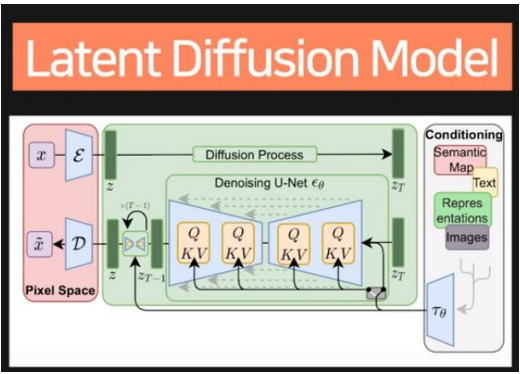 Latent Diffusion Model
x
ℰ
z
Diffusion Process
z_T
Conditioning
Semantic
Map
Text
Repres
entations
Images
Denoising U-Net ϵ_θ
×(T−1)
x̃
𝒟
z
z_{T−1}
Q
K,V
Q
K,V
Q
K,V
Q
K,V
z_T
τ_θ
Pixel Space